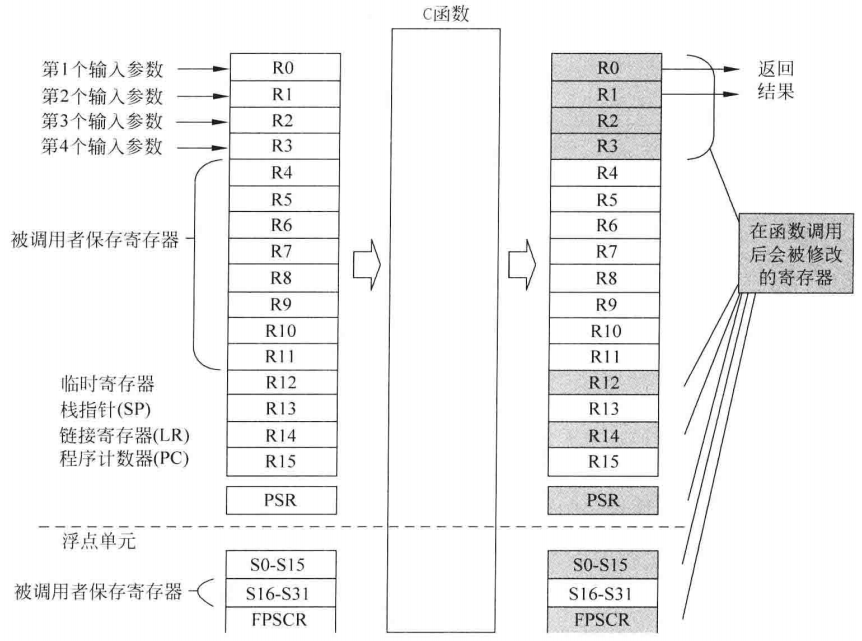 C函数
第1个输入参数
R0
R0
返回
第2个输入参数
R1
R1
结果
第3个输入参数
R2
R2
第4个输入参数
R3
R3
R4
R4
R5
R5
R6
R6
被调用者保存寄存器
R7
R7
在函数调用
后会被修改
的寄存器
R8
R8
R9
R9
R10
R10
R11
R11
临时寄存器
R12
R12
栈指针(SP)
R13
R13
链接寄存器(LR)
R14
R14
程序计数器(PC)
R15
R15
PSR
PSR
浮点单元
S0-S15
S0-S15
被调用者保存寄存器
S16-S31
S16-S31
FPSCR
FPSCR